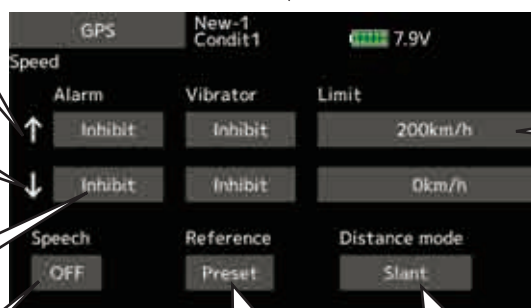 GPS
New-1
Condit1
7.9V
Speed
Alarm Vibrator Limit
↑ Inhibit Inhibit 200km/h
↓ Inhibit Inhibit 0km/h
Speech Reference Distance mode
OFF Preset Slant